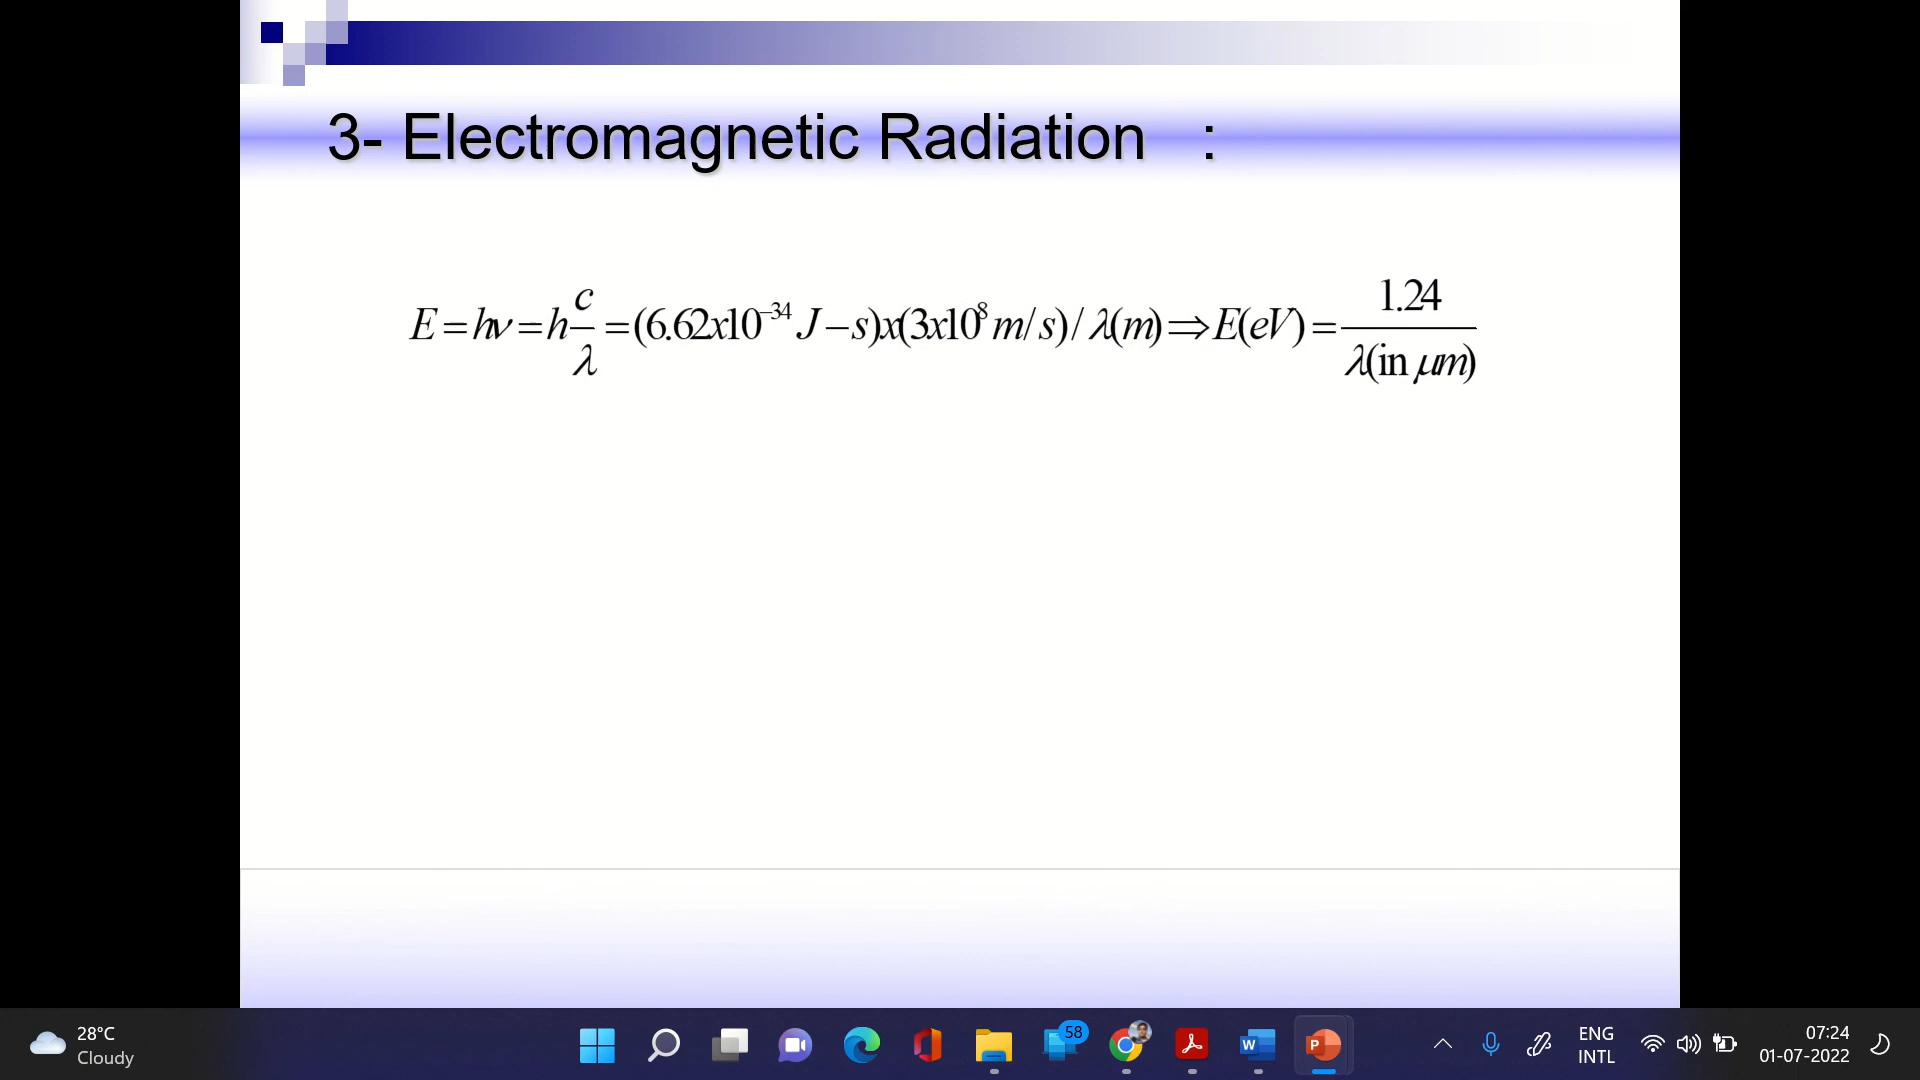 3- Electromagnetic Radiation :
E = hν = h c/λ = (6.62x10⁻³⁴ J – s)x(3x10⁸ m/s)/λ(m) ⇒ E(eV) = 1.24/λ(in μm)
28°C
Cloudy
58
ENG
INTL
07:24
01-07-2022